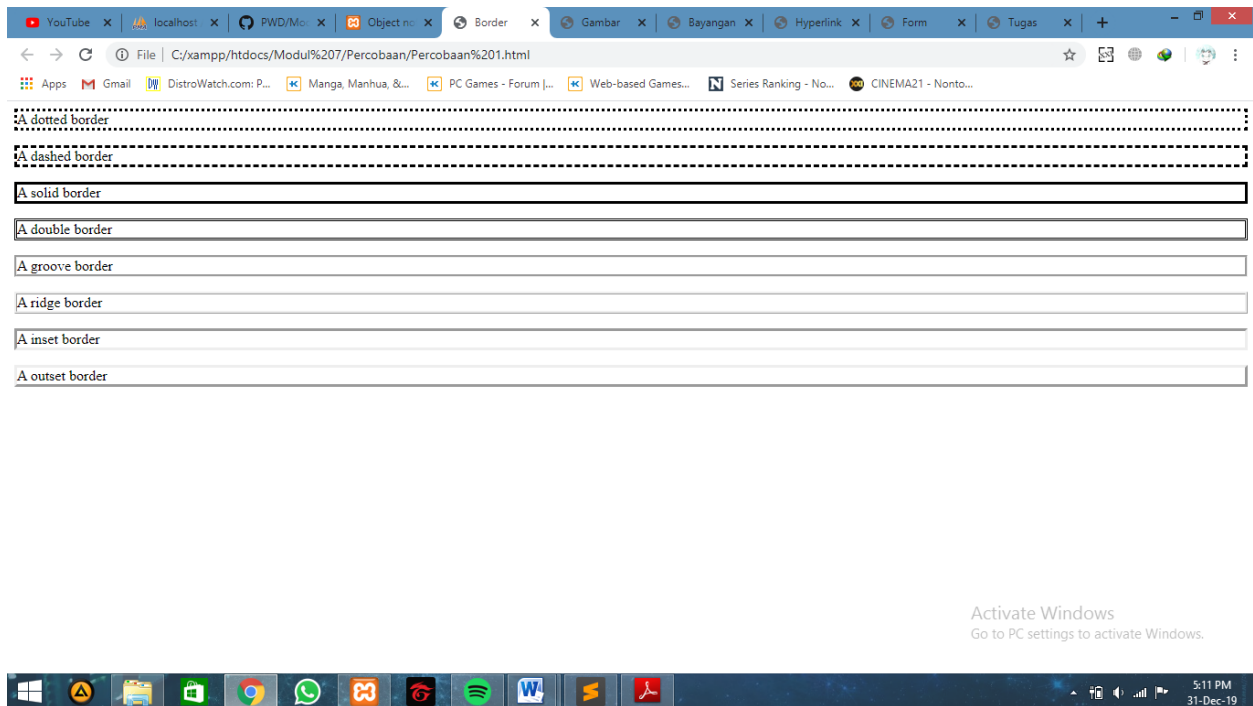 YouTube localhost PWD/Mo Object no Border Gambar Bayangan Hyperlink Form Tugas
File C:/xampp/htdocs/Modul%207/Percobaan/Percobaan%201.html
Apps Gmail DistroWatch.com: P... Manga, Manhua, &... PC Games - Forum |... Web-based Games... Series Ranking - No... CINEMA21 - Nonto...
A dotted border
A dashed border
A solid border
A double border
A groove border
A ridge border
A inset border
A outset border
Activate Windows
Go to PC settings to activate Windows.
5:11 PM
31-Dec-19